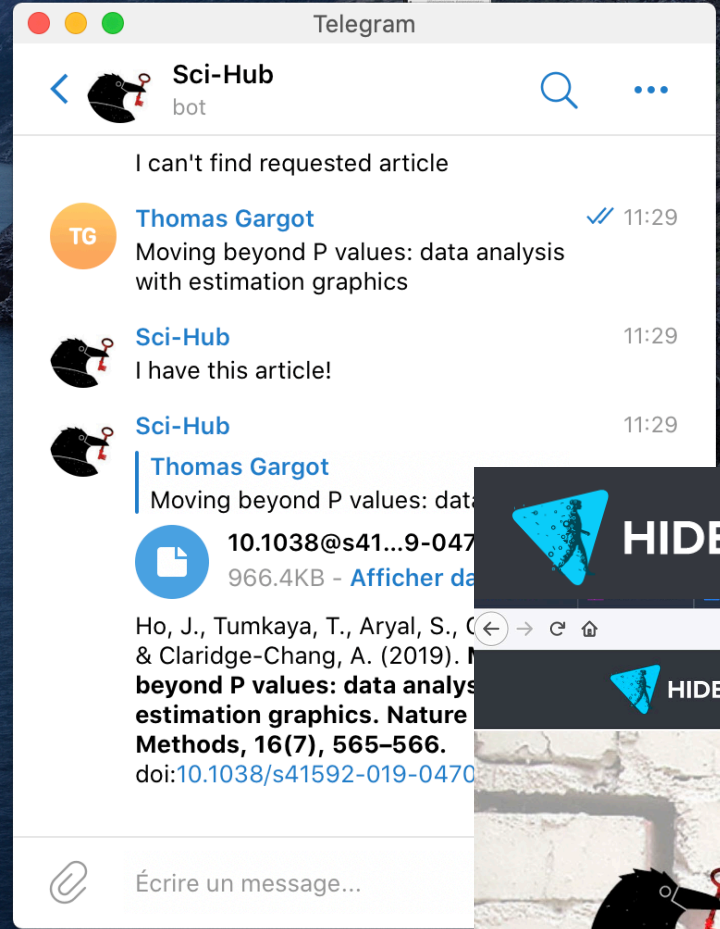 Telegram
Sci-Hub
bot
I can't find requested article
Thomas Gargot 11:29
Moving beyond P values: data analysis
with estimation graphics
Sci-Hub 11:29
I have this article!
Sci-Hub 11:29
Thomas Gargot
Moving beyond P values: data
10.1038@s41...9-047
966.4KB - Afficher da
Ho, J., Tumkaya, T., Aryal, S.,
& Claridge-Chang, A. (2019).
beyond P values: data analys
estimation graphics. Nature
Methods, 16(7), 565–566.
doi:10.1038/s41592-019-0470
Écrire un message...
TG
HIDE
HIDE